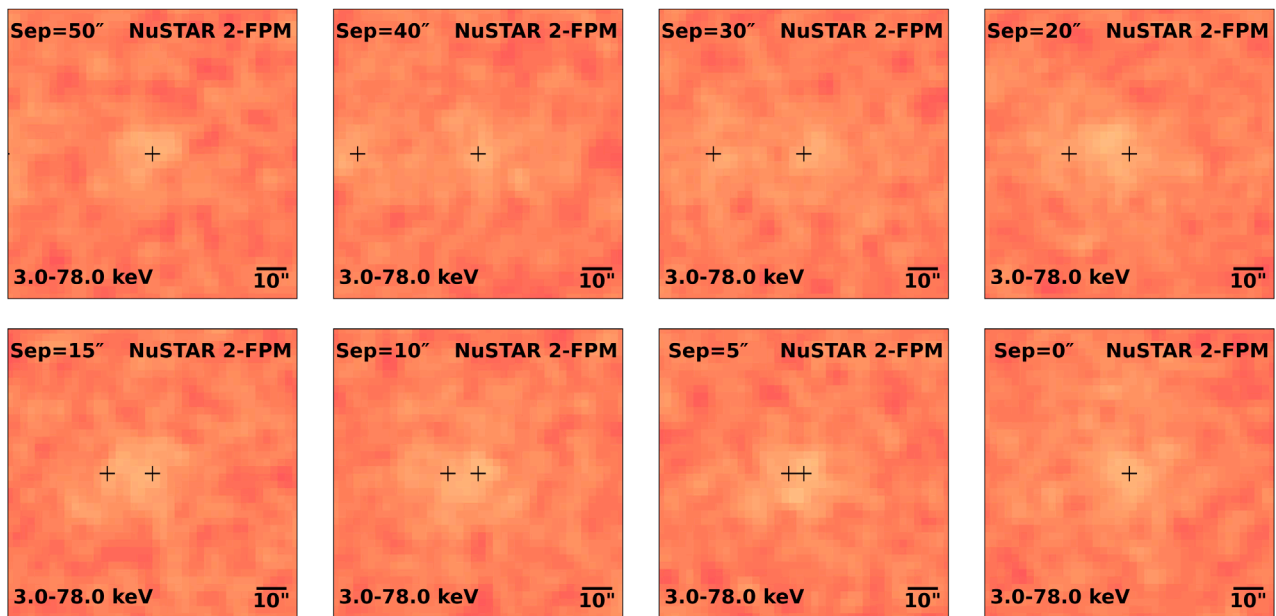 Sep=50″ NuSTAR 2-FPM
3.0-78.0 keV 10"
Sep=40″ NuSTAR 2-FPM
3.0-78.0 keV 10"
Sep=30″ NuSTAR 2-FPM
3.0-78.0 keV 10"
Sep=20″ NuSTAR 2-FPM
3.0-78.0 keV 10"
Sep=15″ NuSTAR 2-FPM
3.0-78.0 keV 10"
Sep=10″ NuSTAR 2-FPM
3.0-78.0 keV 10"
Sep=5″ NuSTAR 2-FPM
3.0-78.0 keV 10"
Sep=0″ NuSTAR 2-FPM
3.0-78.0 keV 10"